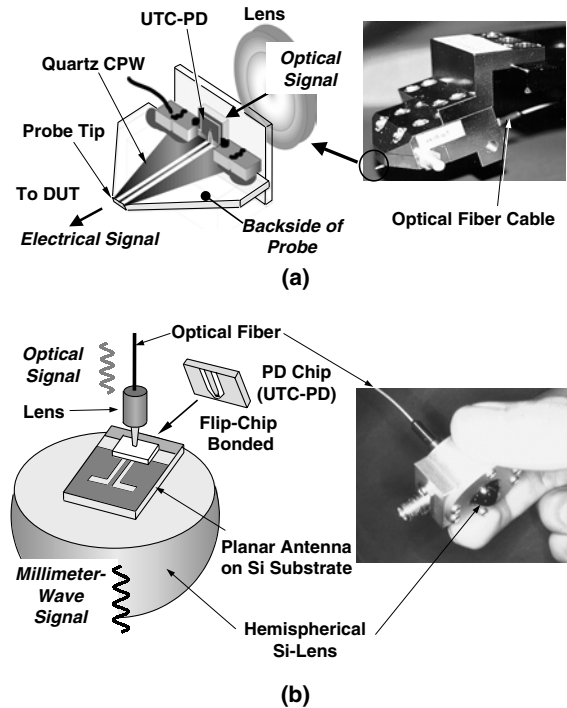 Lens
UTC-PD
Optical
Signal
Quartz CPW
Probe Tip
To DUT
Electrical Signal
Backside of
Probe
Optical Fiber Cable
(a)
Optical Fiber
Optical
Signal
PD Chip
(UTC-PD)
Lens
Flip-Chip
Bonded
Planar Antenna
on Si Substrate
Millimeter-
Wave
Signal
Hemispherical
Si-Lens
(b)